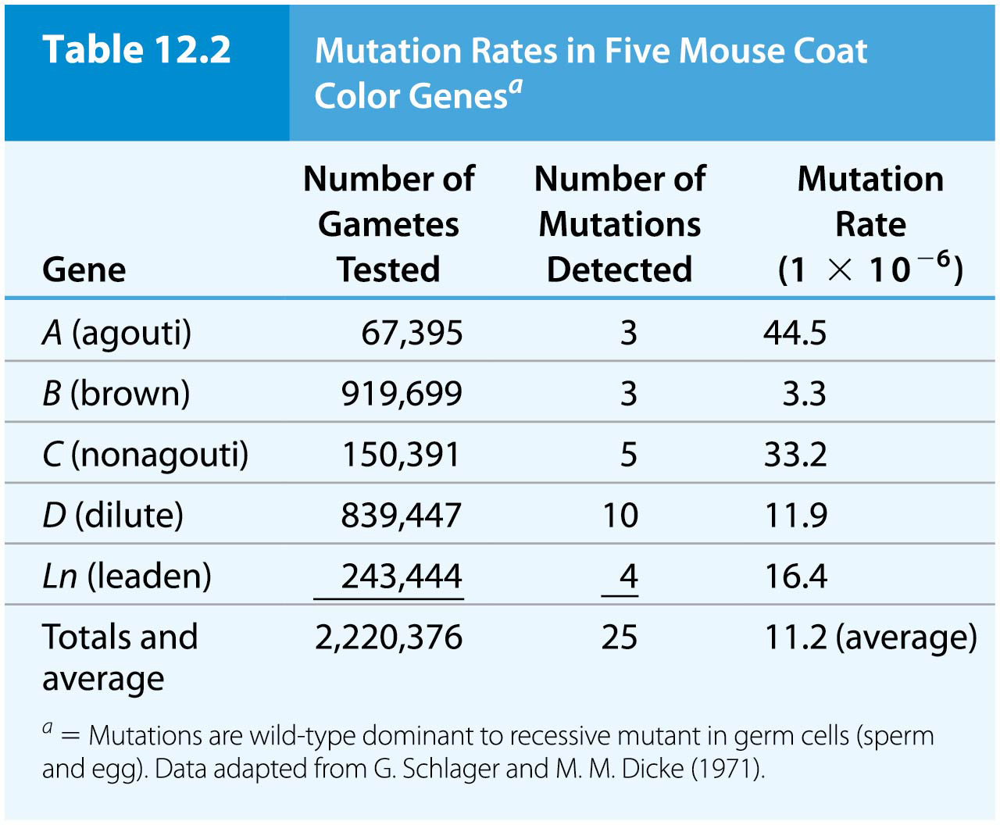 Table 12.2 Mutation Rates in Five Mouse Coat
Color Genesᵃ
Gene Number of Gametes Tested Number of Mutations Detected Mutation Rate (1 × 10⁻⁶)
A (agouti) 67,395 3 44.5
B (brown) 919,699 3 3.3
C (nonagouti) 150,391 5 33.2
D (dilute) 839,447 10 11.9
Ln (leaden) 243,444 4 16.4
Totals and average 2,220,376 25 11.2 (average)
ᵃ = Mutations are wild-type dominant to recessive mutant in germ cells (sperm
and egg). Data adapted from G. Schlager and M. M. Dicke (1971).